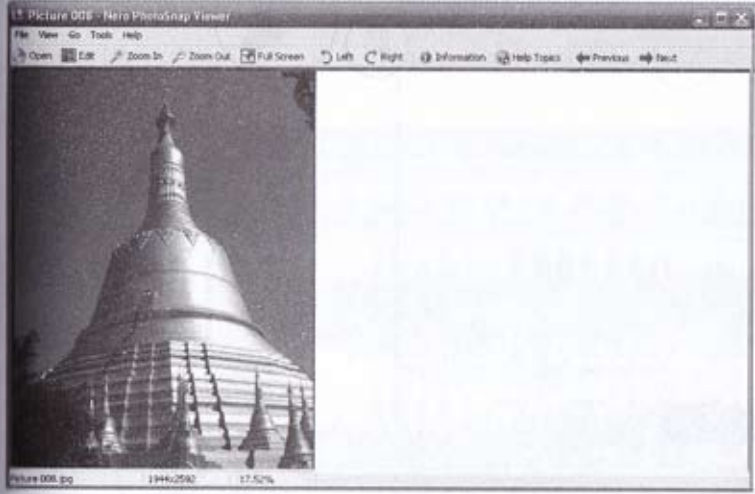 Picture 008 - Nero PhotoSnap Viewer
File View Go Tools Help
Open Edit Zoom In Zoom Out Full Screen Left Right Information Help Topics Previous Next
Picture 008.jpg 1944x2592 17.52%